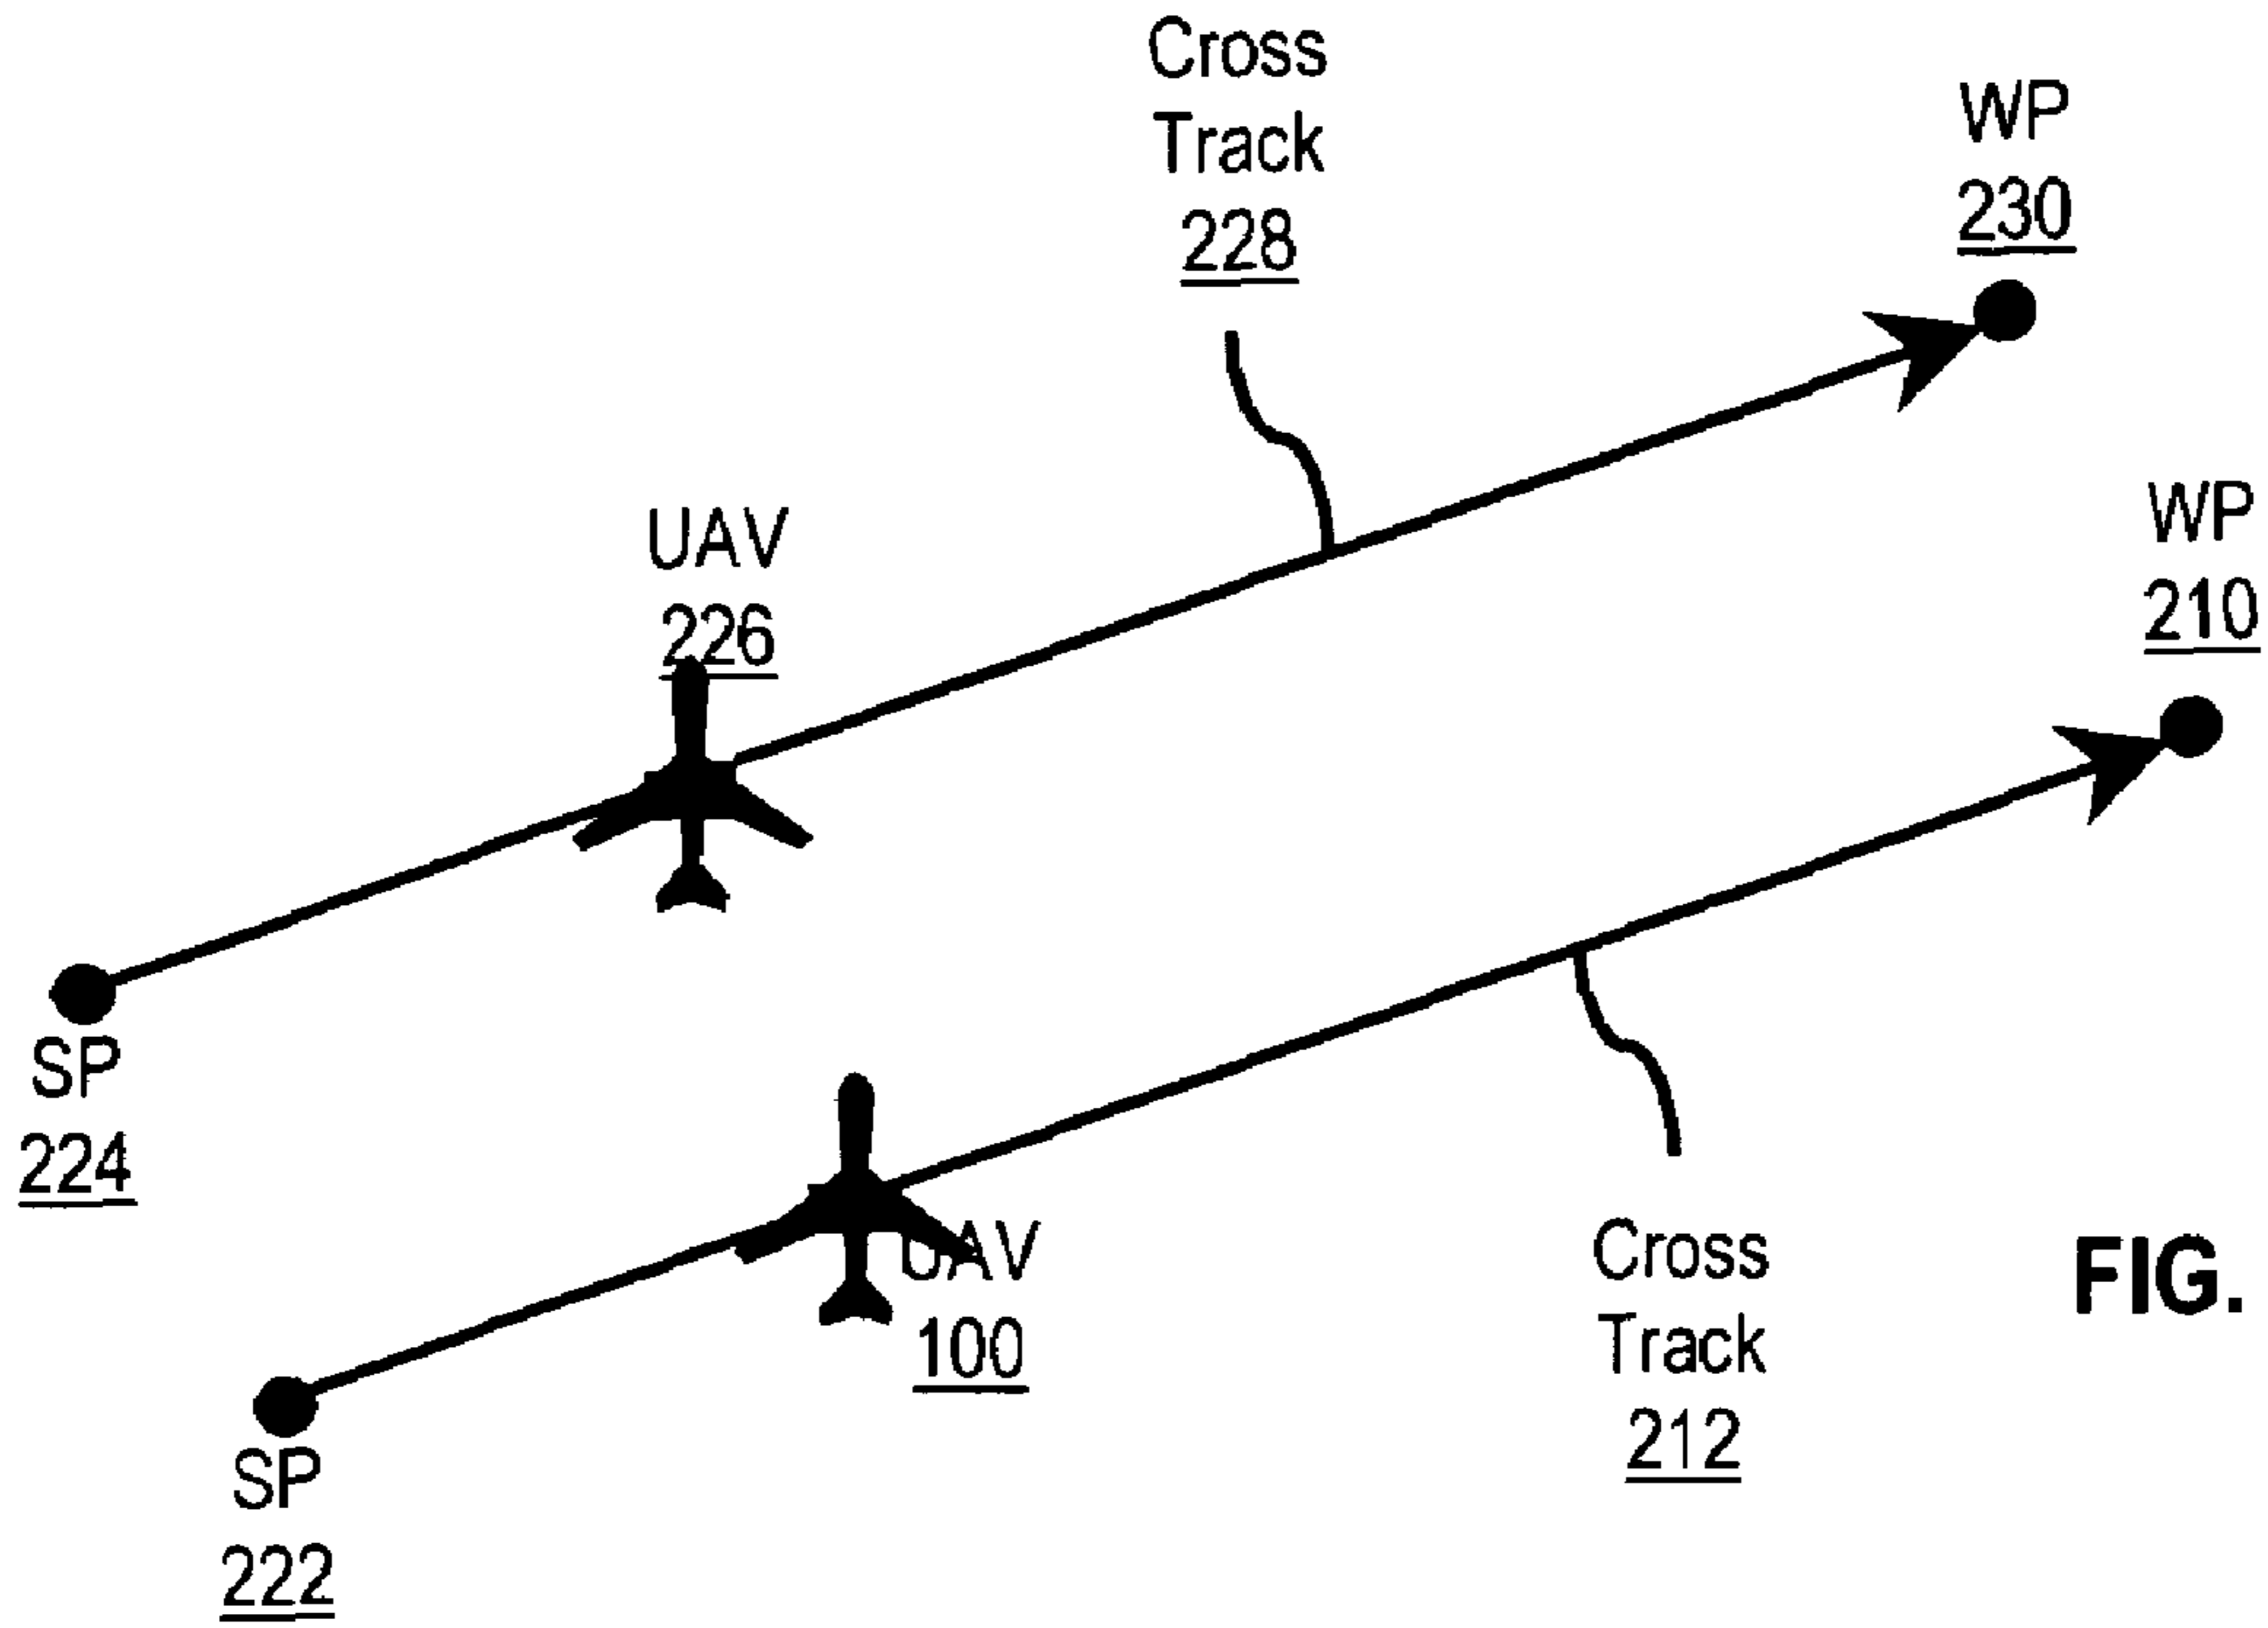 Cross
Track
228
WP
230
UAV
226
WP
210
SP
224
UAV
100
Cross
Track
212
FIG.
SP
222